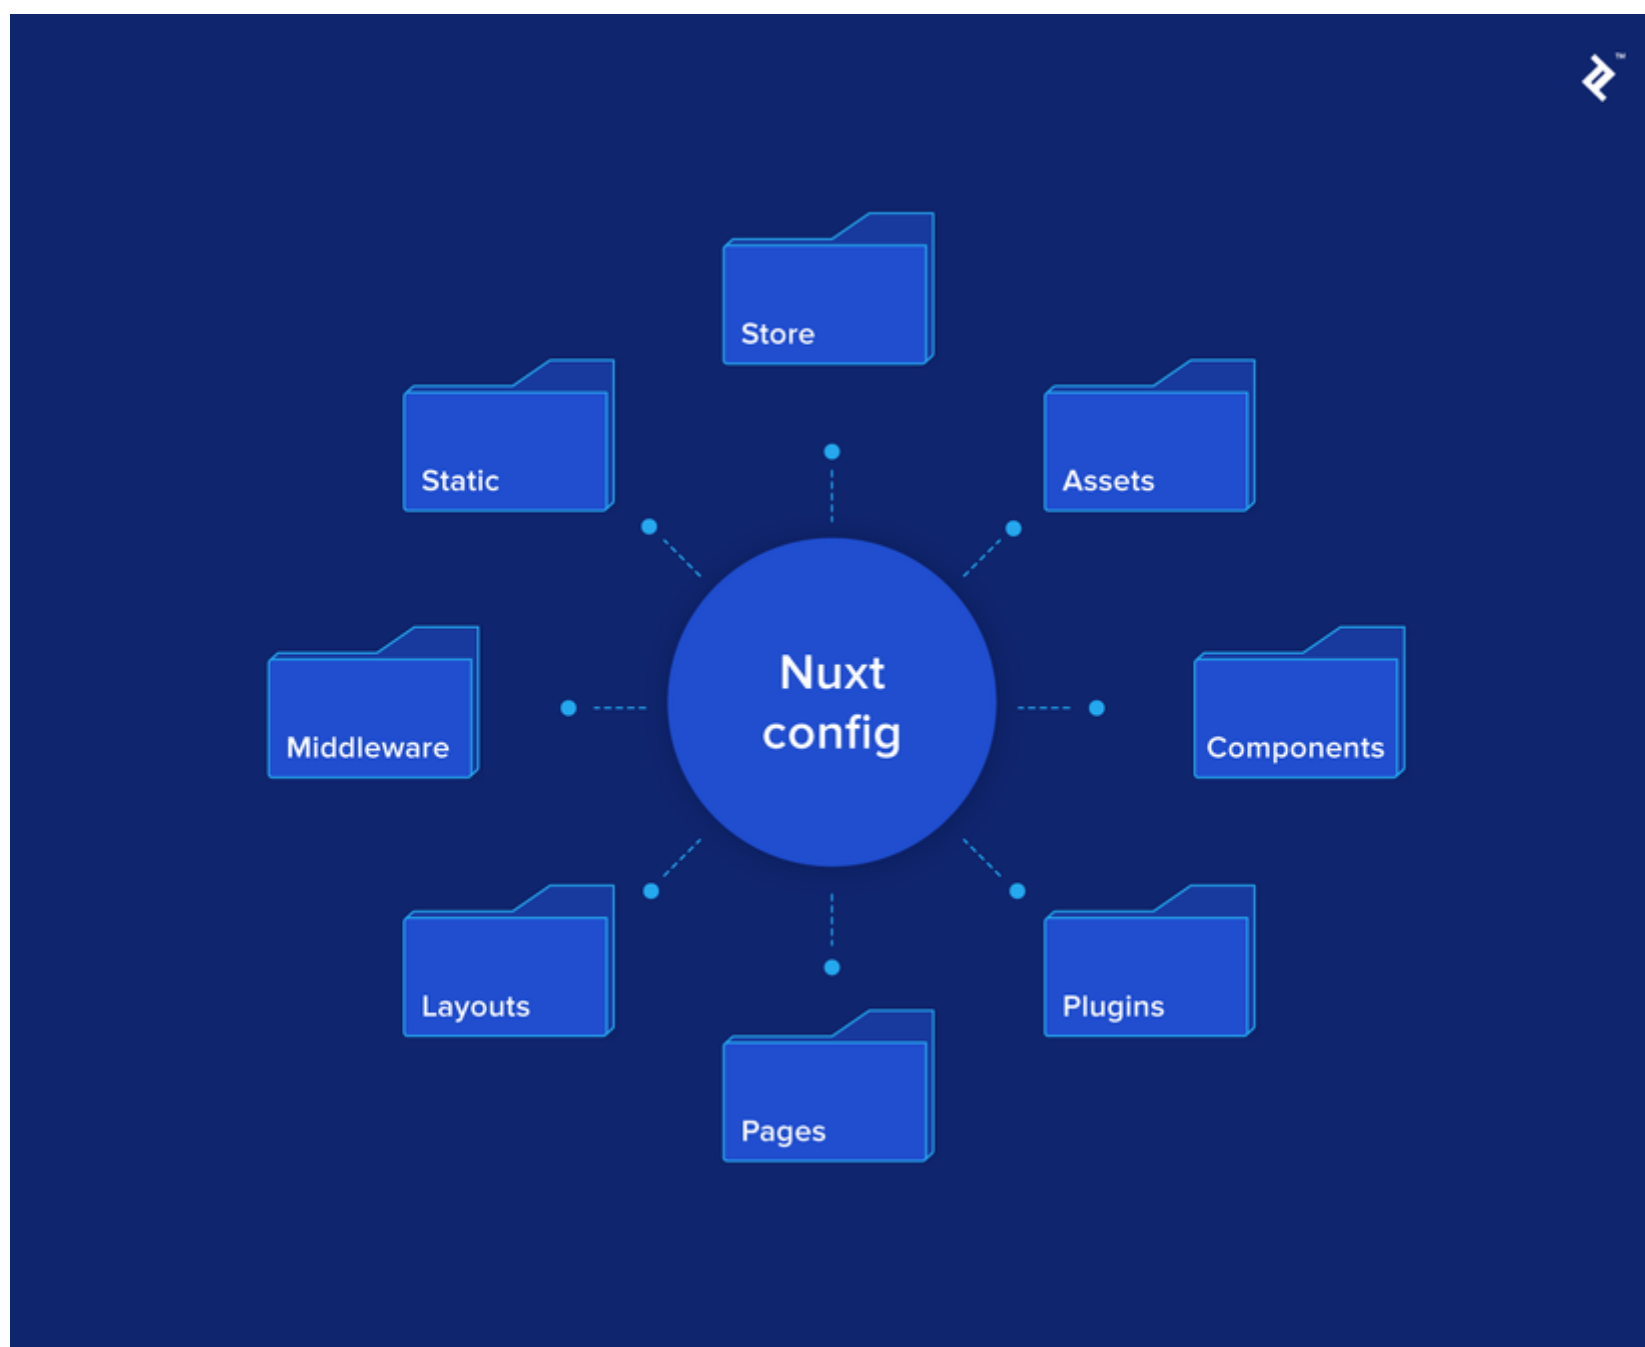 Store
Static
Assets
Nuxt
config
Middleware
Components
Layouts
Plugins
Pages